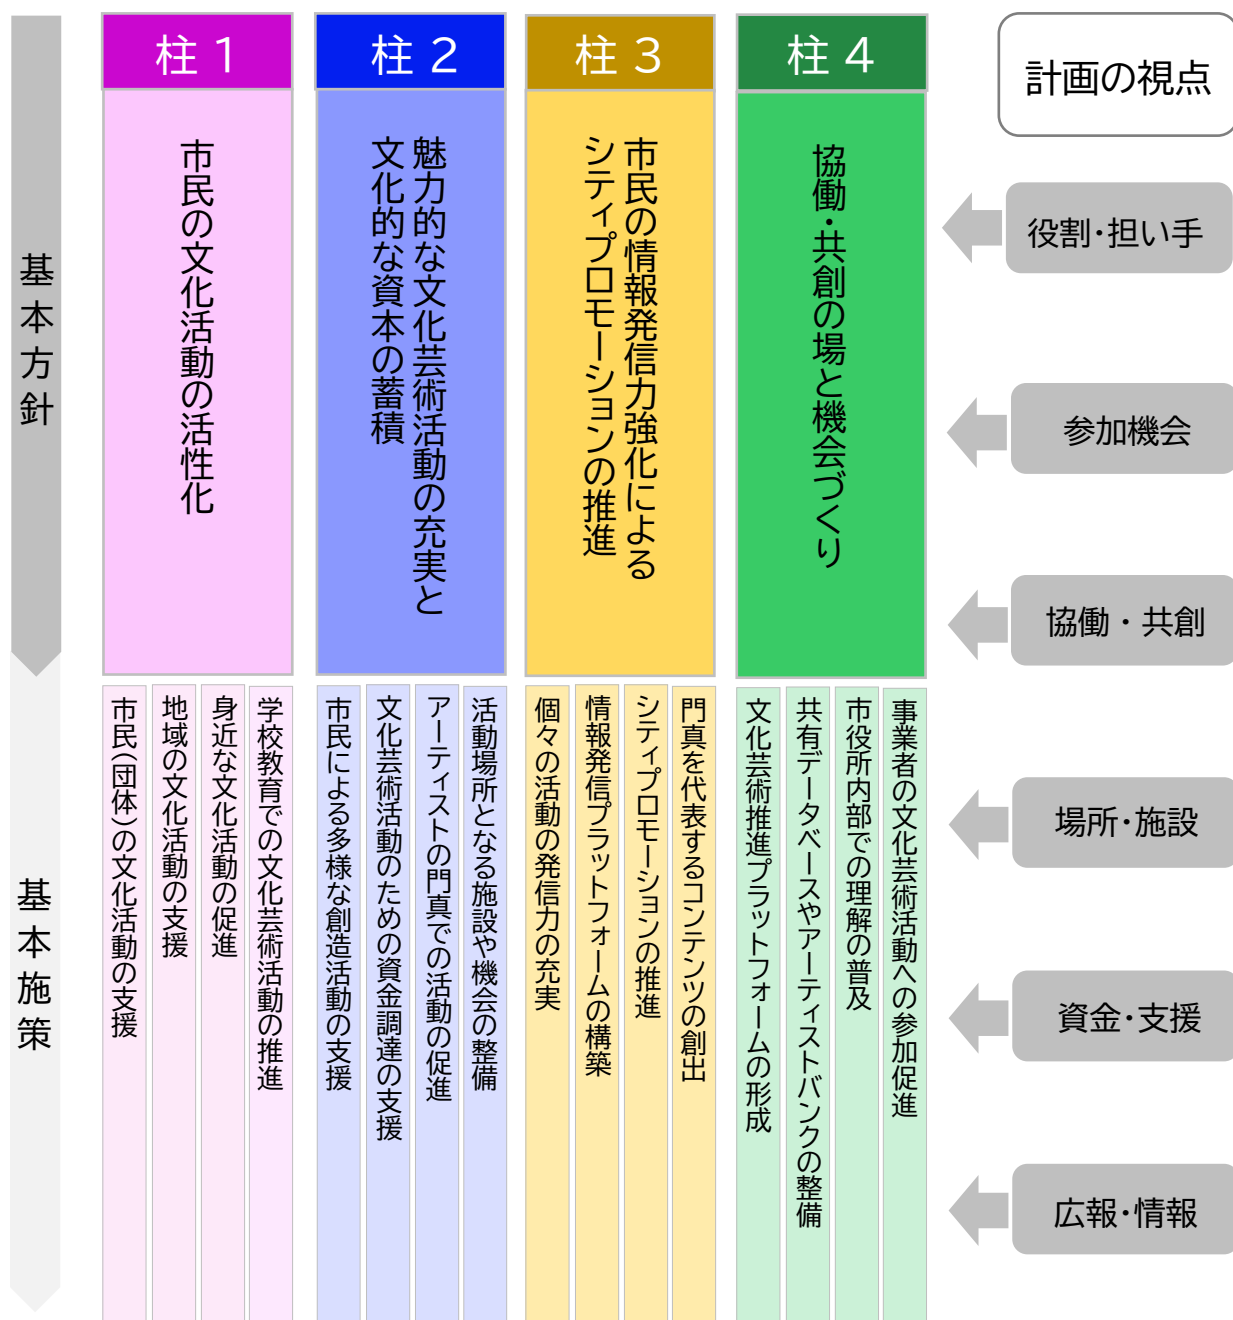 基本方針
柱 1
市民の文化活動の活性化
柱 2
魅力的な文化芸術活動の充実と
文化的な資本の蓄積
柱 3
市民の情報発信力強化による
シティプロモーションの推進
柱 4
協働・共創の場と機会づくり
基本施策
市民(団体)の文化活動の支援
地域の文化活動の支援
身近な文化活動の促進
学校教育での文化芸術活動の推進
市民による多様な創造活動の支援
文化芸術活動のための資金調達の支援
アーティストの門真での活動の促進
活動場所となる施設や機会の整備
個々の活動の発信力の充実
情報発信プラットフォームの構築
シティプロモーションの推進
門真を代表するコンテンツの創出
文化芸術推進プラットフォームの形成
共有データベースやアーティストバンクの整備
市役所内部での理解の普及
事業者の文化芸術活動への参加促進
計画の視点
役割・担い手
参加機会
協働・共創
場所・施設
資金・支援
広報・情報